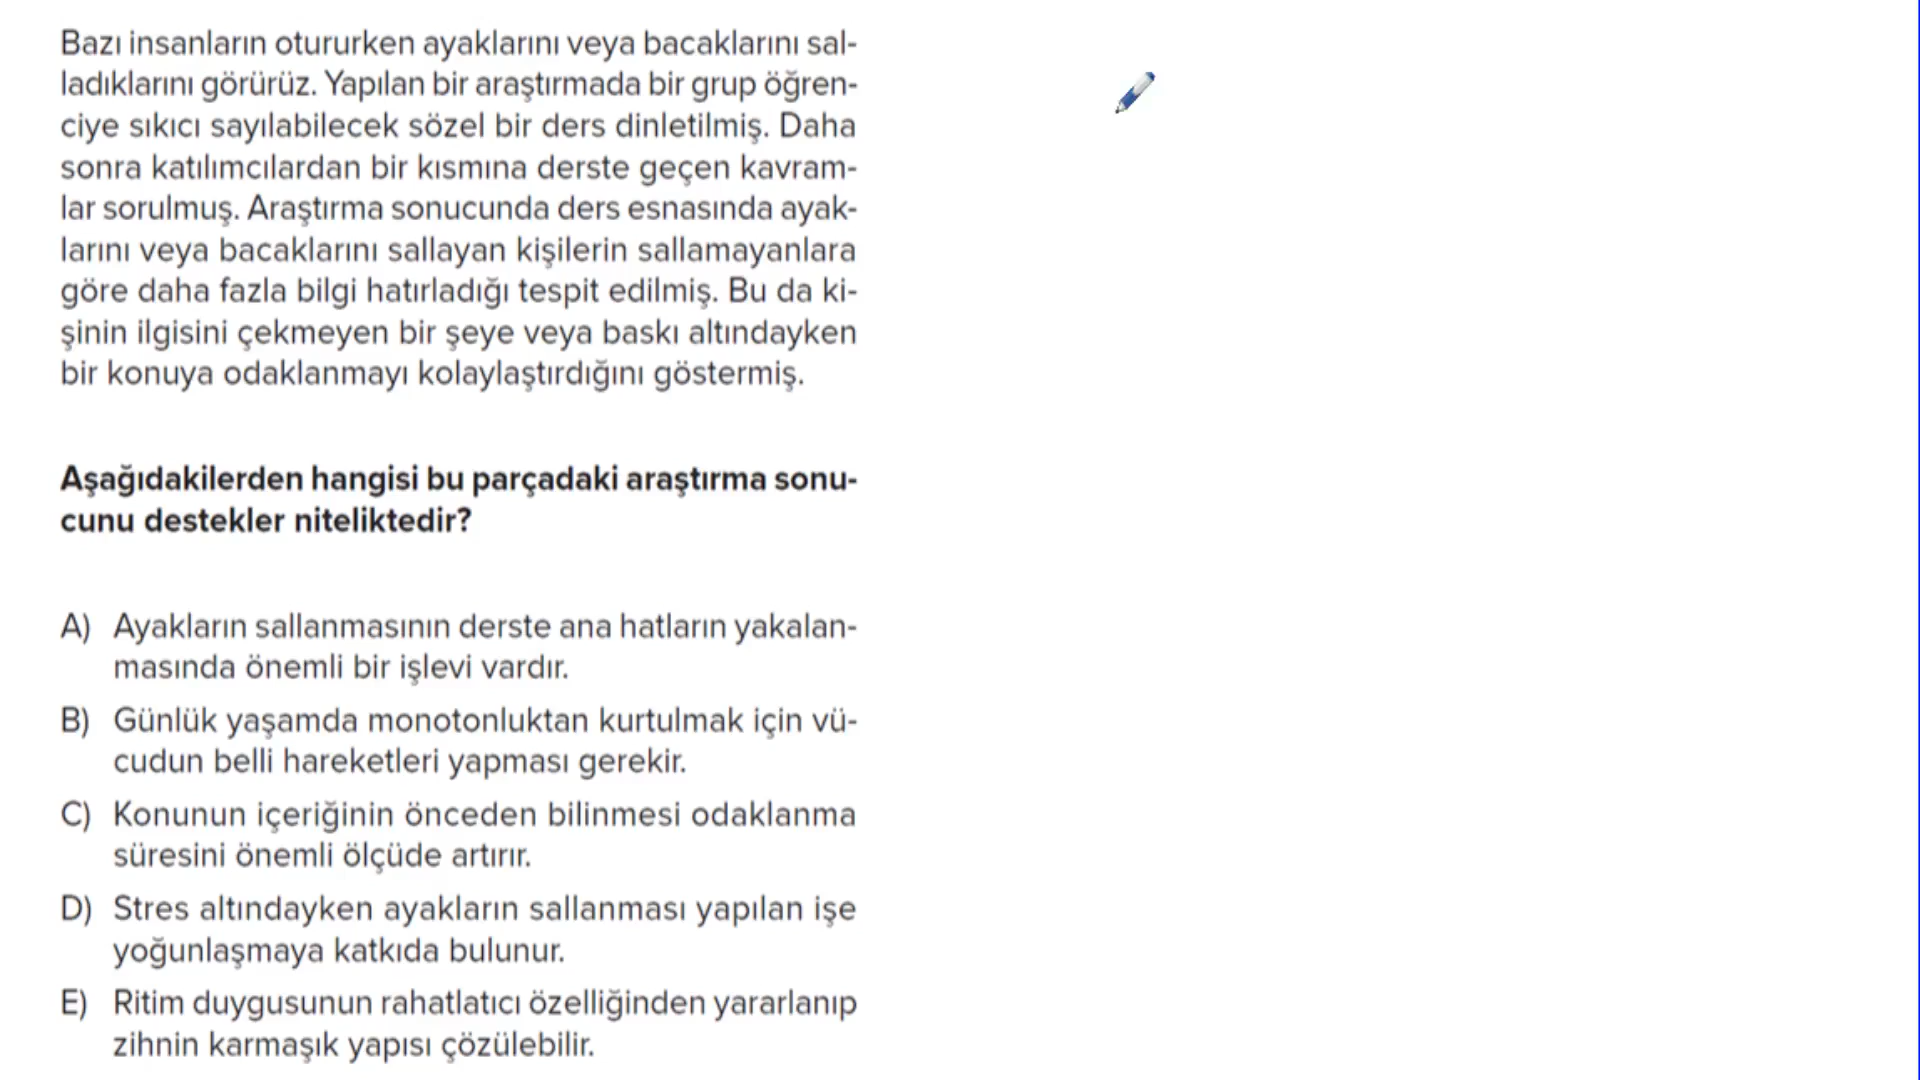 Bazı insanların otururken ayaklarını veya bacaklarını sal-
ladıklarını görürüz. Yapılan bir araştırmada bir grup öğren-
ciye sıkıcı sayılabilecek sözel bir ders dinletilmiş. Daha
sonra katılımcılardan bir kısmına derste geçen kavram-
lar sorulmuş. Araştırma sonucunda ders esnasında ayak-
larını veya bacaklarını sallayan kişilerin sallamayanlara
göre daha fazla bilgi hatırladığı tespit edilmiş. Bu da ki-
şinin ilgisini çekmeyen bir şeye veya baskı altındayken
bir konuya odaklanmayı kolaylaştırdığını göstermiş.
Aşağıdakilerden hangisi bu parçadaki araştırma sonu-
cunu destekler niteliktedir?
A) Ayakların sallanmasının derste ana hatların yakalan-
masında önemli bir işlevi vardır.
B) Günlük yaşamda monotonluktan kurtulmak için vü-
cudun belli hareketleri yapması gerekir.
C) Konunun içeriğinin önceden bilinmesi odaklanma
süresini önemli ölçüde artırır.
D) Stres altındayken ayakların sallanması yapılan işe
yoğunlaşmaya katkıda bulunur.
E) Ritim duygusunun rahatlatıcı özelliğinden yararlanıp
zihnin karmaşık yapısı çözülebilir.